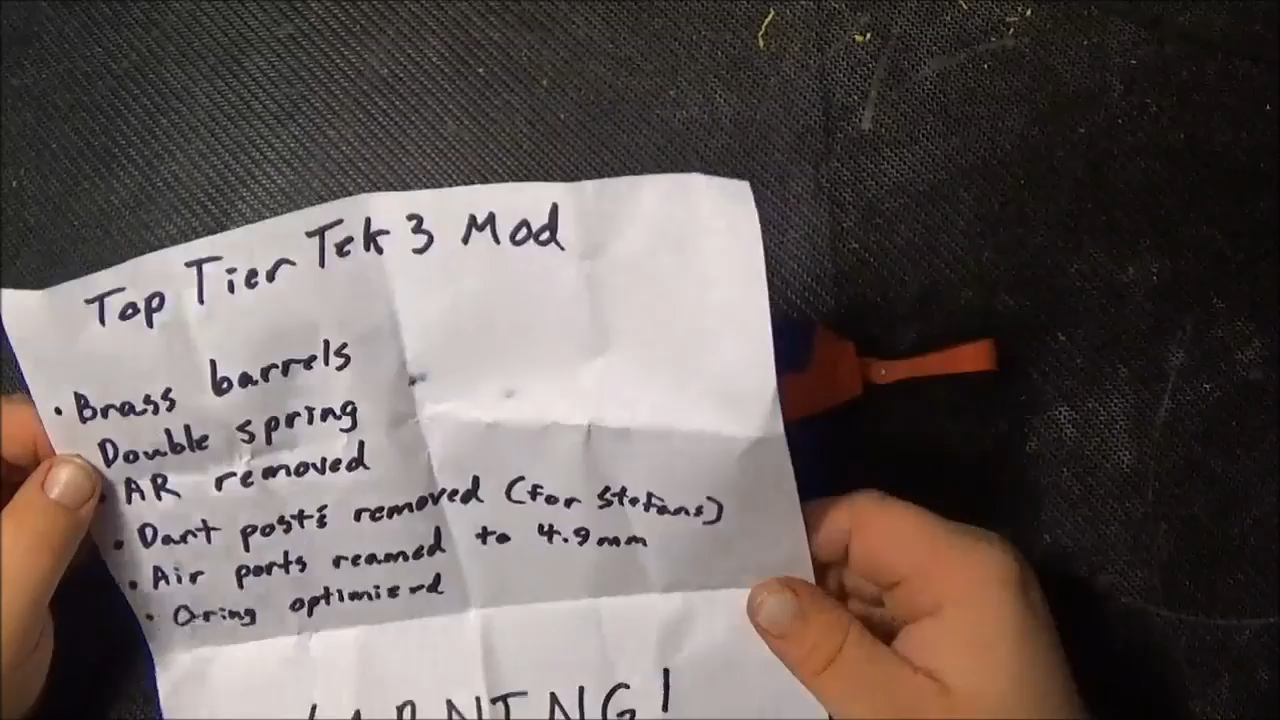 Top Tier Tek 3 Mod
• Brass barrels
Double spring
• AR removed
• Dart posts removed (for Stefans)
• Air ports reamed to 4.9mm
• Oring optimized
WARNING!